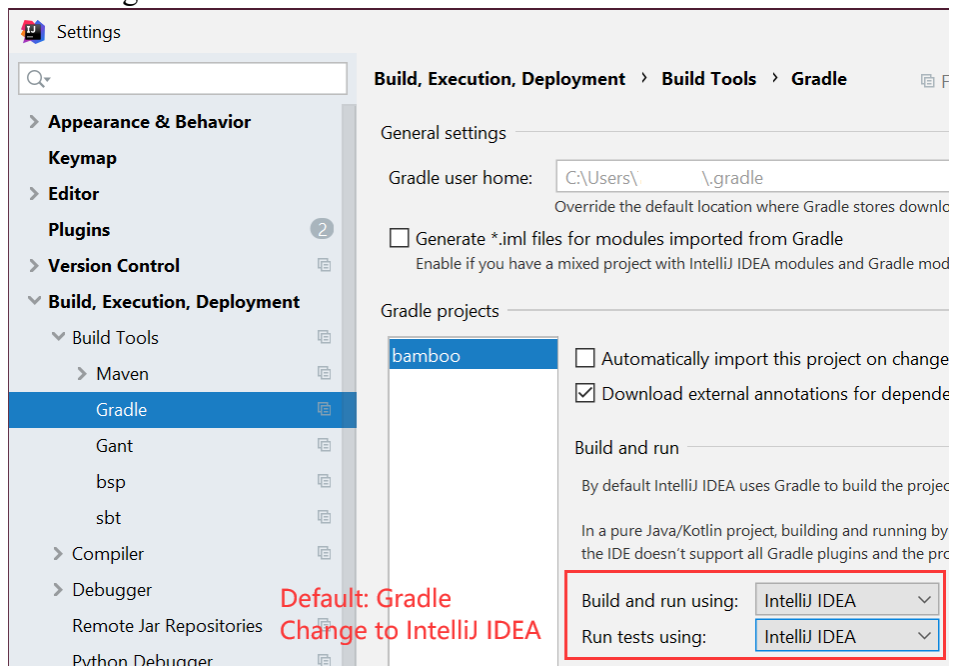 Settings
Build, Execution, Deployment › Build Tools › Gradle
Appearance & Behavior
Keymap
Editor
Plugins 2
Version Control
Build, Execution, Deployment
Build Tools
Maven
Gradle
Gant
bsp
sbt
Compiler
Debugger
Remote Jar Repositories
Python Debugger
General settings
Gradle user home: C:\Users\ \.gradle
Override the default location where Gradle stores downlo
Generate *.iml files for modules imported from Gradle
Enable if you have a mixed project with IntelliJ IDEA modules and Gradle mod
Gradle projects
bamboo
Automatically import this project on change
Download external annotations for depende
Build and run
By default IntelliJ IDEA uses Gradle to build the projec
In a pure Java/Kotlin project, building and running by
the IDE doesn't support all Gradle plugins and the pro
Build and run using: IntelliJ IDEA
Run tests using: IntelliJ IDEA
Default: Gradle
Change to IntelliJ IDEA